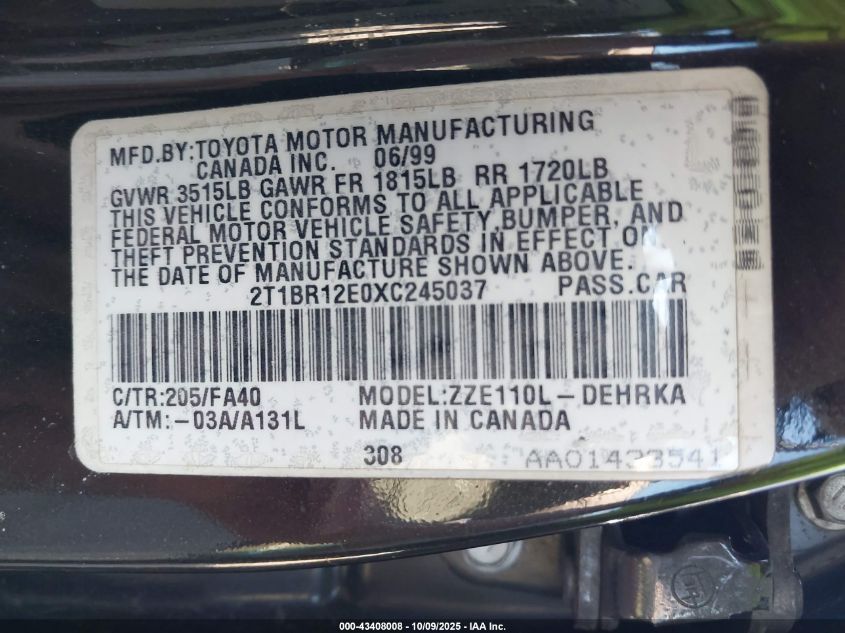 MFD.BY:TOYOTA MOTOR MANUFACTURING
CANADA INC. 06/99
GVWR 3515LB GAWR FR 1815LB RR 1720LB
THIS VEHICLE CONFORMS TO ALL APPLICABLE
FEDERAL MOTOR VEHICLE SAFETY,BUMPER, AND
THEFT PREVENTION STANDARDS IN EFFECT ON
THE DATE OF MANUFACTURE SHOWN ABOVE.
2T1BR12E0XC245037 PASS.CAR
C/TR:205/FA40 MODEL:ZZE110L-DEHRKA
A/TM:-03A/A131L MADE IN CANADA
308 AA01433541
000-43408008 - 10/09/2025 - IAA Inc.